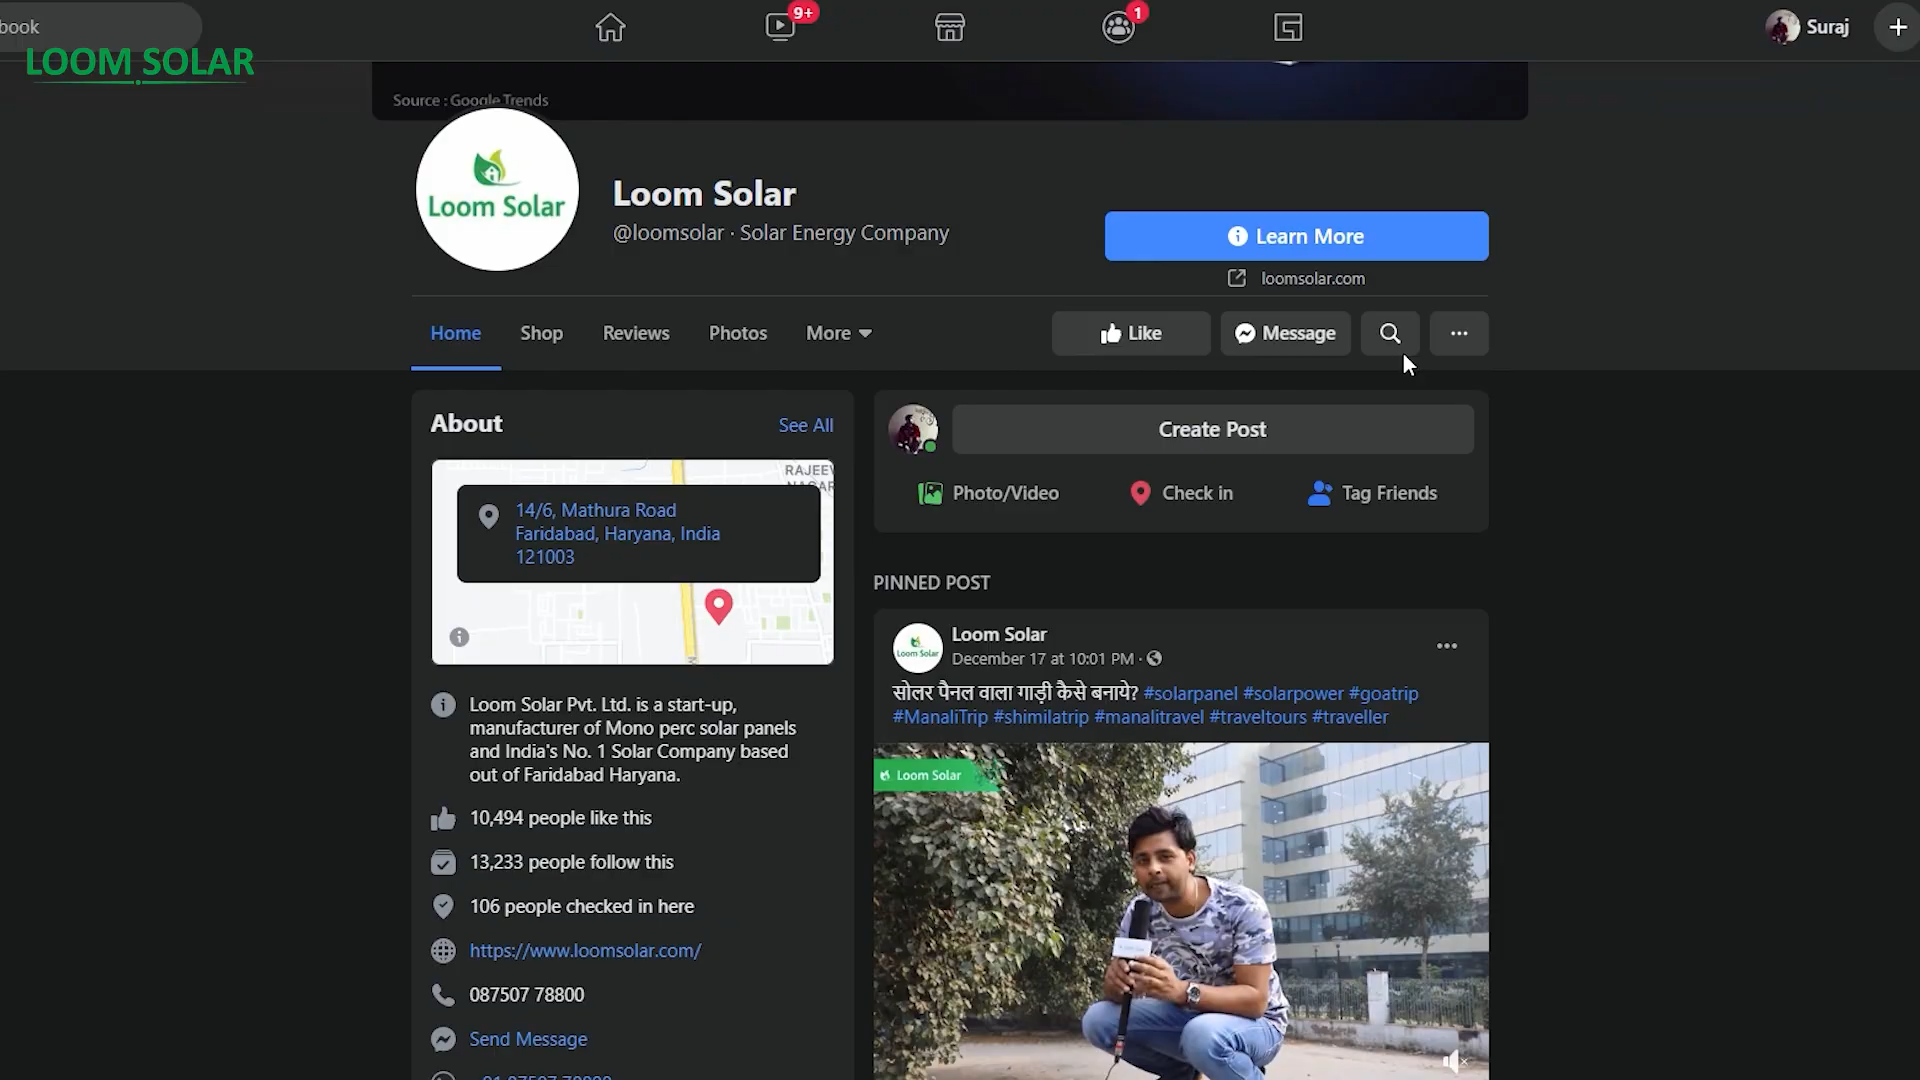 book
9+
1
Suraj
LOOM SOLAR
Source : Google Trends
Loom Solar
Loom Solar
@loomsolar · Solar Energy Company
Learn More
loomsolar.com
Home
Shop
Reviews
Photos
More
Like
Message
About
See All
RAJEEV
NAGAR
14/6, Mathura Road
Faridabad, Haryana, India
121003
Loom Solar Pvt. Ltd. is a start-up,
manufacturer of Mono perc solar panels
and India's No. 1 Solar Company based
out of Faridabad Haryana.
10,494 people like this
13,233 people follow this
106 people checked in here
https://www.loomsolar.com/
087507 78800
Send Message
Create Post
Photo/Video
Check in
Tag Friends
PINNED POST
Loom Solar
Loom Solar
December 17 at 10:01 PM ·
सोलर पैनल वाला गाड़ी कैसे बनाये? #solarpanel #solarpower #goatrip
#ManaliTrip #shimilatrip #manalitravel #traveltours #traveller
Loom Solar